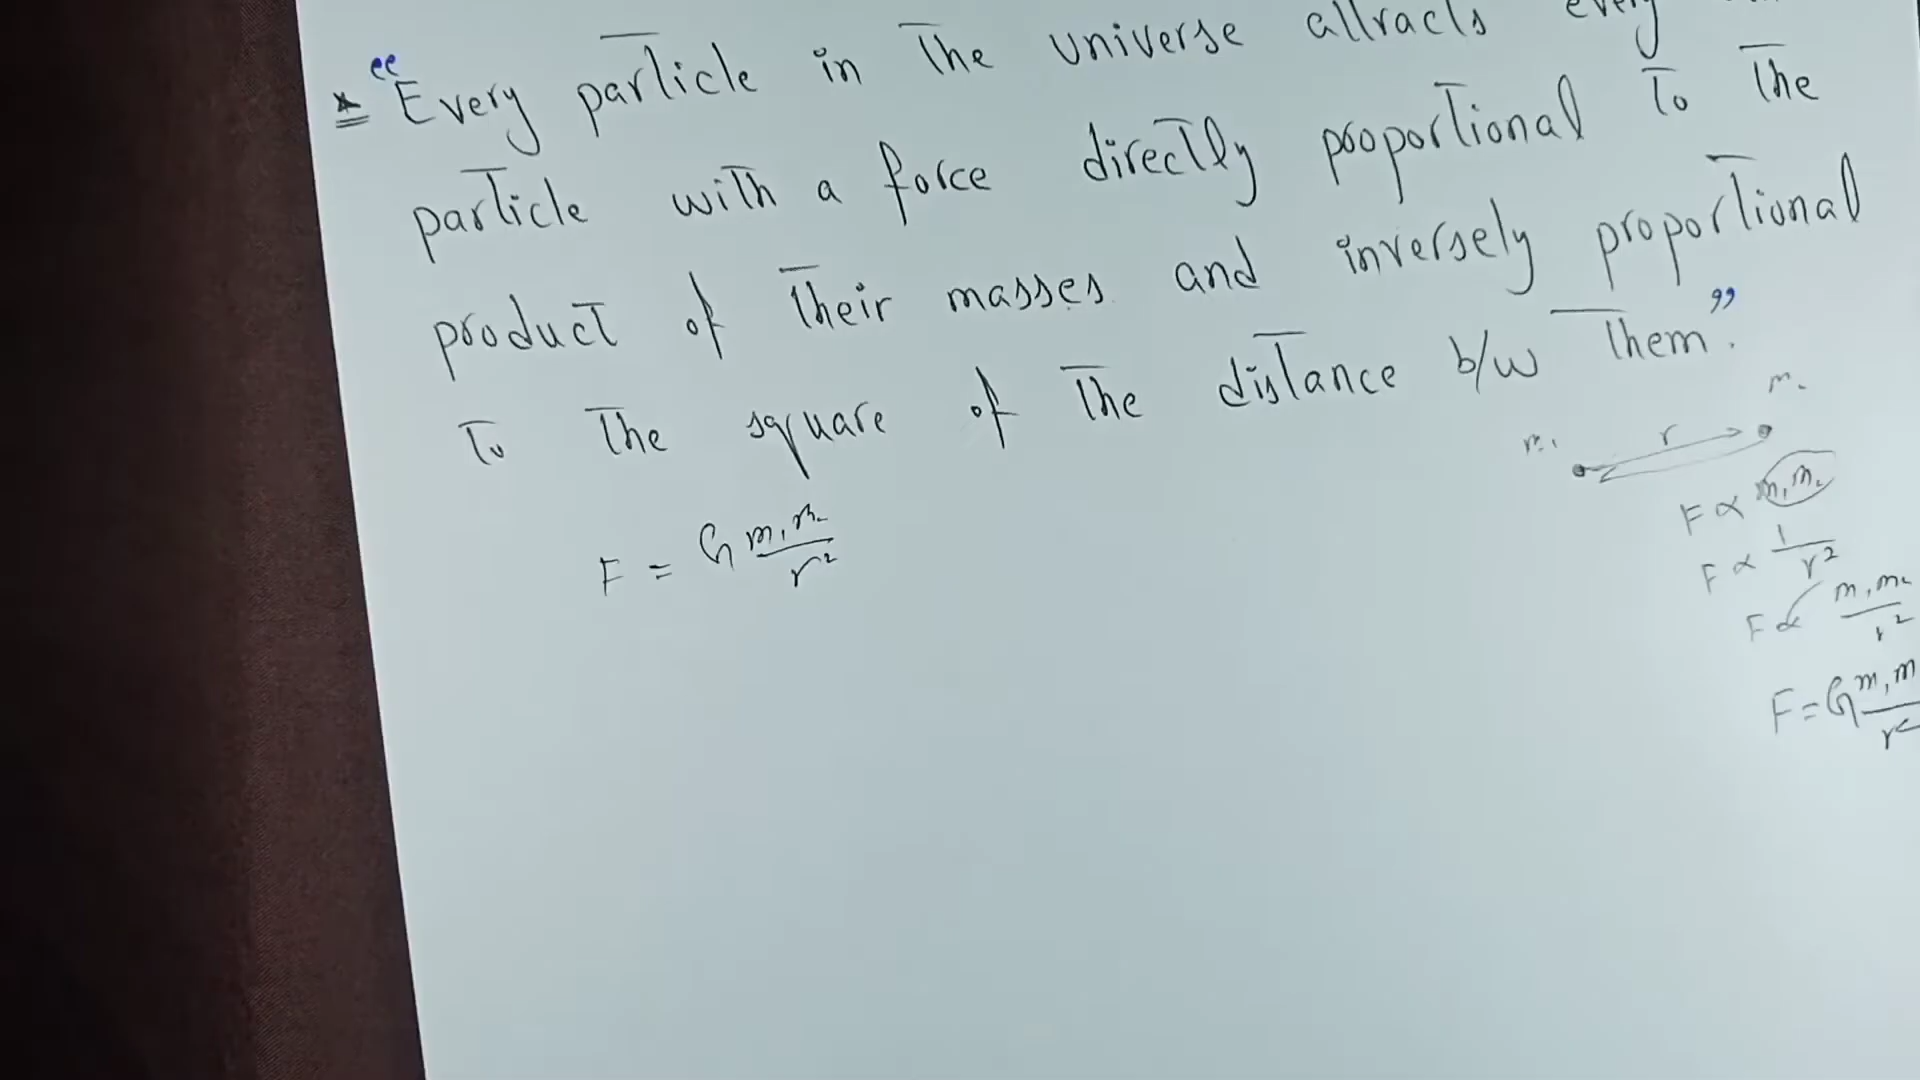 “Every particle in the universe attracts every
particle with a force directly proportional to the
product of their masses and inversely proportional
to the square of the distance b/w them.”
m₁ r m₂
F ∝ m₁m₂
F ∝ 1/r²
F = G m₁m₂/r²
F ∝ m₁m₂/r²
F = G m₁m